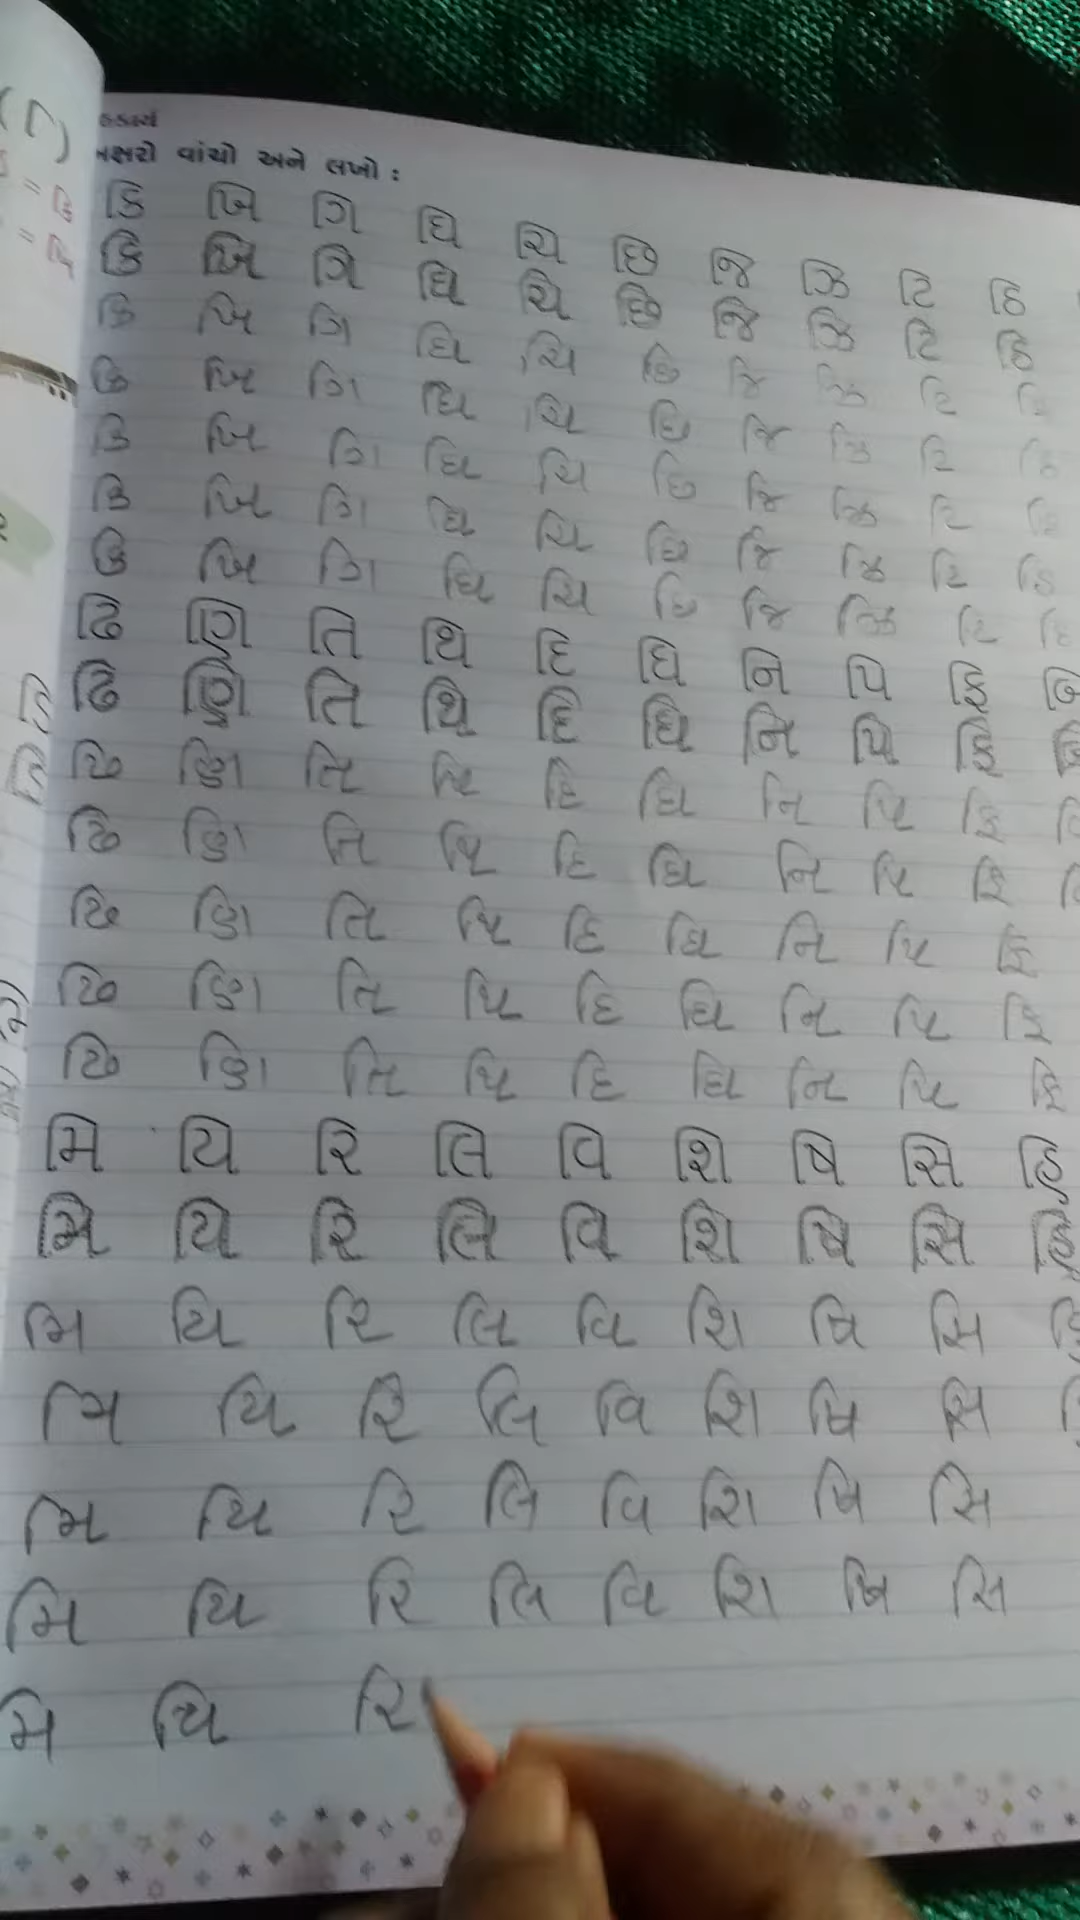 અક્ષરો વાંચો અને લખો :
કિ ખિ ગિ ઘિ ચિ છિ જિ ઝિ ટિ ઠિ
કિ ખિ ગિ ઘિ ચિ છિ જિ ઝિ ટિ ઠિ
કિ ખિ ગિ ઘિ ચિ છિ જિ ઝિ ટિ ઠિ
કિ ખિ ગિ ઘિ ચિ છિ જિ ઝિ ટિ ઠિ
કિ ખિ ગિ ઘિ ચિ છિ જિ ઝિ ટિ ઠિ
કિ ખિ ગિ ઘિ ચિ છિ જિ ઝિ ટિ ઠિ
કિ ખિ ગિ ઘિ ચિ છિ જિ ઝિ ટિ ઠિ
ઢિ ણિ તિ થિ દિ ધિ નિ પિ ફિ બિ
ઢિ ણિ તિ થિ દિ ધિ નિ પિ ફિ બિ
ઢિ ણિ તિ થિ દિ ધિ નિ પિ ફિ
ઢિ ણિ તિ થિ દિ ધિ નિ પિ ફિ
ઢિ ણિ તિ થિ દિ ધિ નિ પિ ફિ
ઢિ ણિ તિ થિ દિ ધિ નિ પિ ફિ
ઢિ ણિ તિ થિ દિ ધિ નિ પિ ફિ
મિ યિ રિ લિ વિ શિ ષિ સિ હિ
મિ યિ રિ લિ વિ શિ ષિ સિ હિ
મિ યિ રિ લિ વિ શિ ષિ સિ
મિ યિ રિ લિ વિ શિ ષિ સિ
મિ યિ રિ લિ વિ શિ ષિ સિ
મિ યિ રિ લિ વિ શિ ષિ સિ
મિ યિ રિ